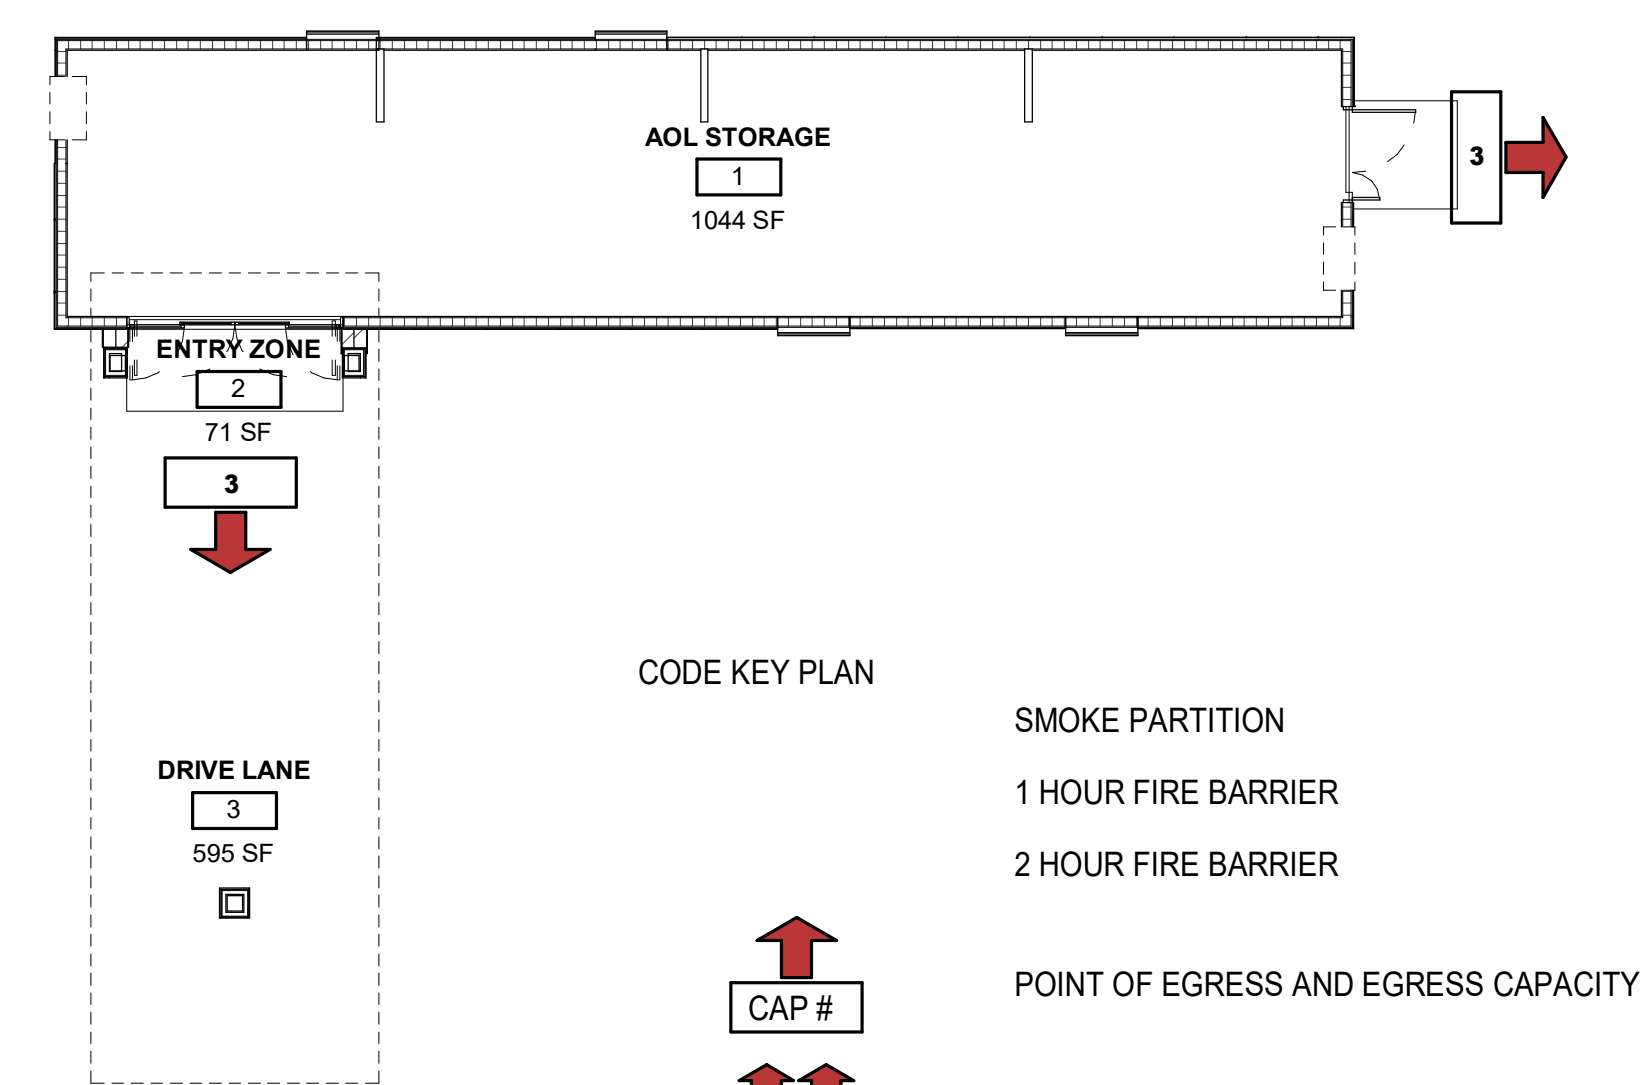 AOL STORAGE
1
1044 SF
3
ENTRY ZONE
2
71 SF
3
CODE KEY PLAN
SMOKE PARTITION
DRIVE LANE
1 HOUR FIRE BARRIER
3
595 SF
2 HOUR FIRE BARRIER
POINT OF EGRESS AND EGRESS CAPACITY
CAP #